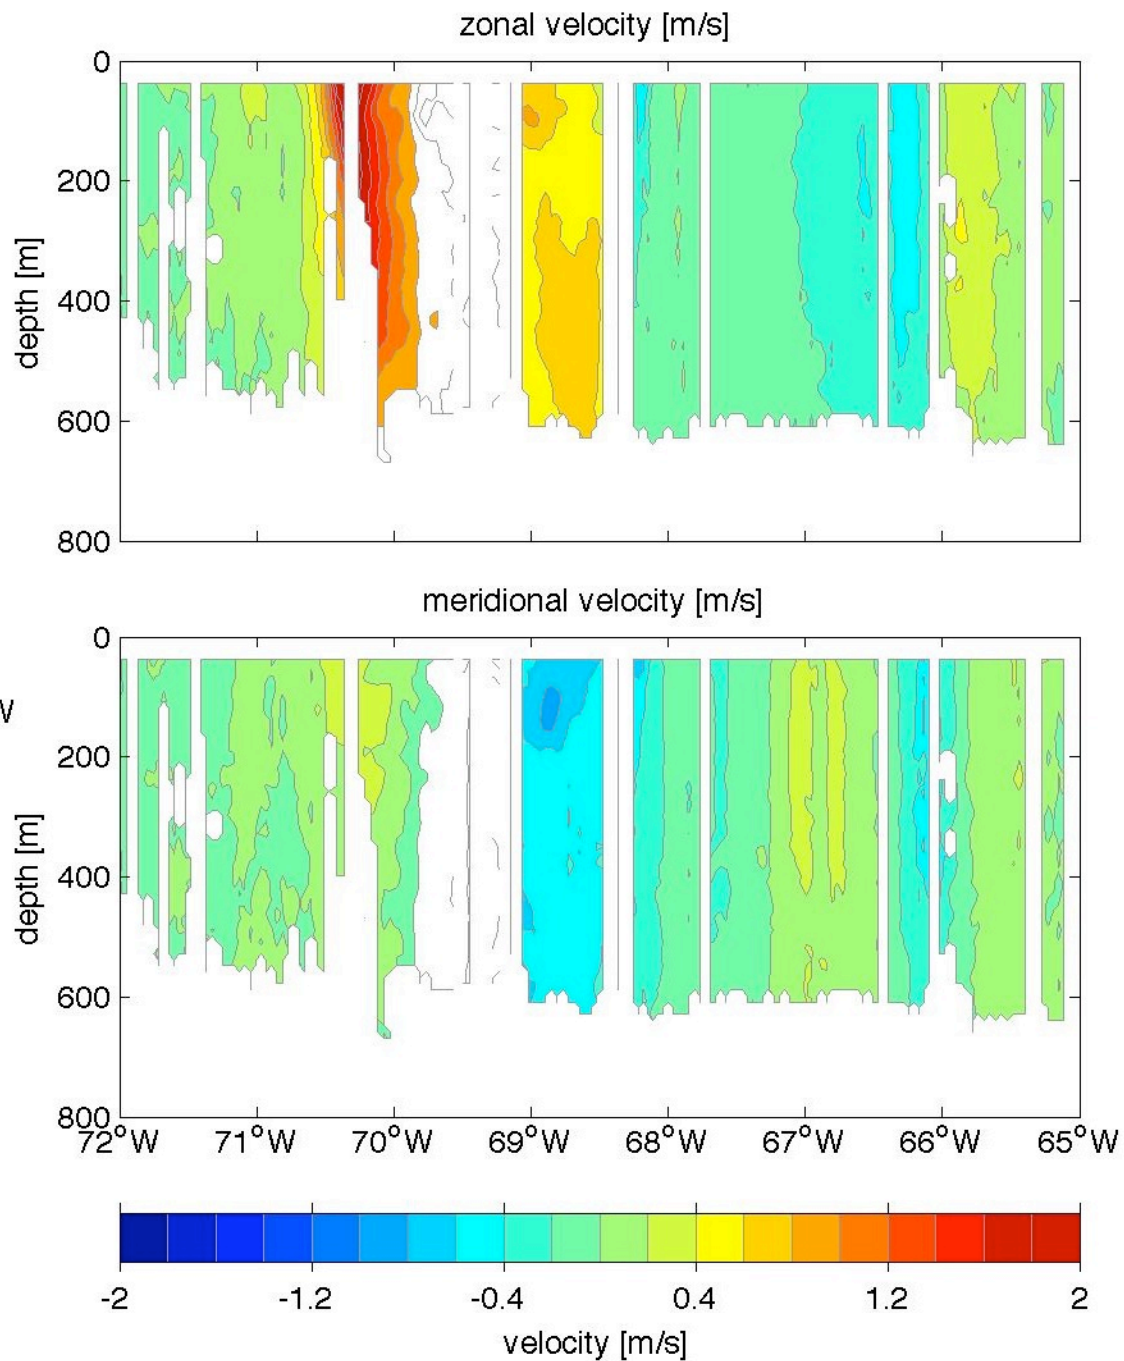 zonal velocity [m/s]
0
200
400
600
800
depth [m]
meridional velocity [m/s]
0
200
400
600
800
depth [m]
W
72°W 71°W 70°W 69°W 68°W 67°W 66°W 65°W
-2 -1.2 -0.4 0.4 1.2 2
velocity [m/s]